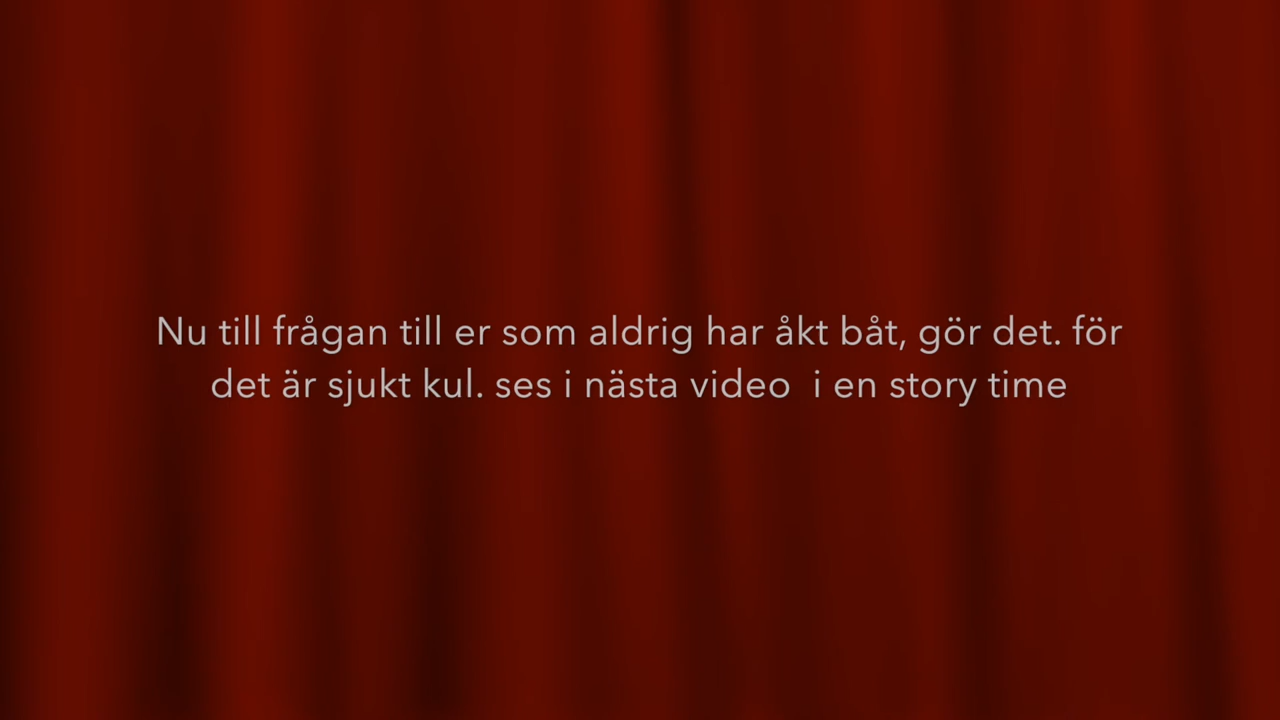 Nu till frågan till er som aldrig har åkt båt, gör det. för
det är sjukt kul. ses i nästa video  i en story time